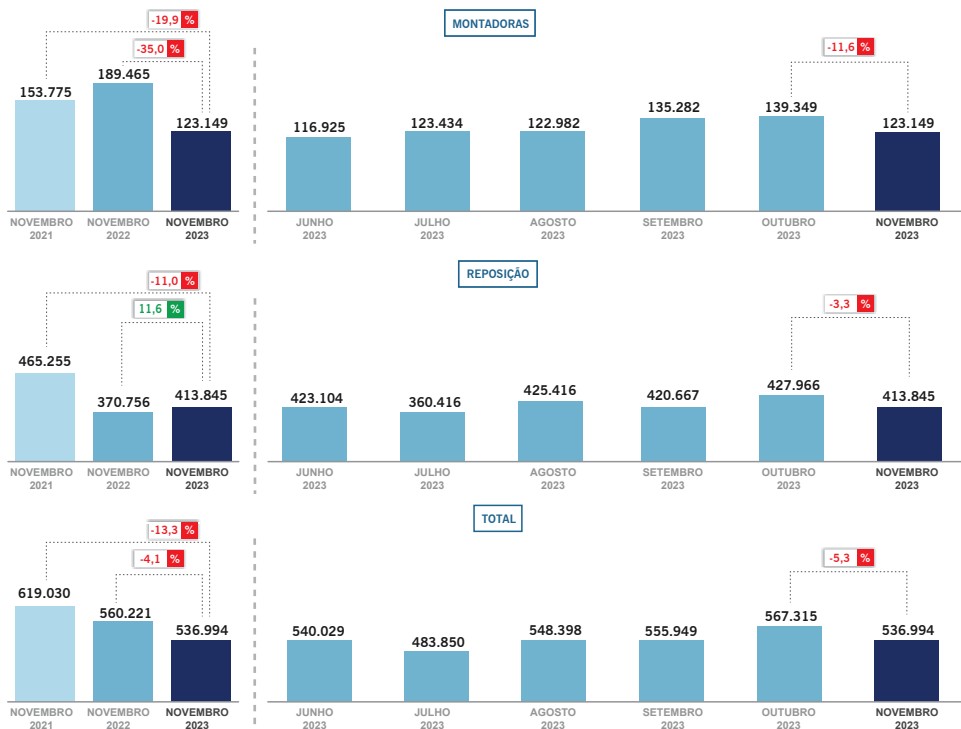 MONTADORAS
-19,9 %
-35,0 %
-11,6 %
153.775
189.465
123.149
116.925
123.434
122.982
135.282
139.349
123.149
NOVEMBRO
2021
NOVEMBRO
2022
NOVEMBRO
2023
JUNHO
2023
JULHO
2023
AGOSTO
2023
SETEMBRO
2023
OUTUBRO
2023
NOVEMBRO
2023
REPOSIÇÃO
-11,0 %
11,6 %
-3,3 %
465.255
370.756
413.845
423.104
360.416
425.416
420.667
427.966
413.845
NOVEMBRO
2021
NOVEMBRO
2022
NOVEMBRO
2023
JUNHO
2023
JULHO
2023
AGOSTO
2023
SETEMBRO
2023
OUTUBRO
2023
NOVEMBRO
2023
TOTAL
-13,3 %
-4,1 %
-5,3 %
619.030
560.221
536.994
540.029
483.850
548.398
555.949
567.315
536.994
NOVEMBRO
2021
NOVEMBRO
2022
NOVEMBRO
2023
JUNHO
2023
JULHO
2023
AGOSTO
2023
SETEMBRO
2023
OUTUBRO
2023
NOVEMBRO
2023